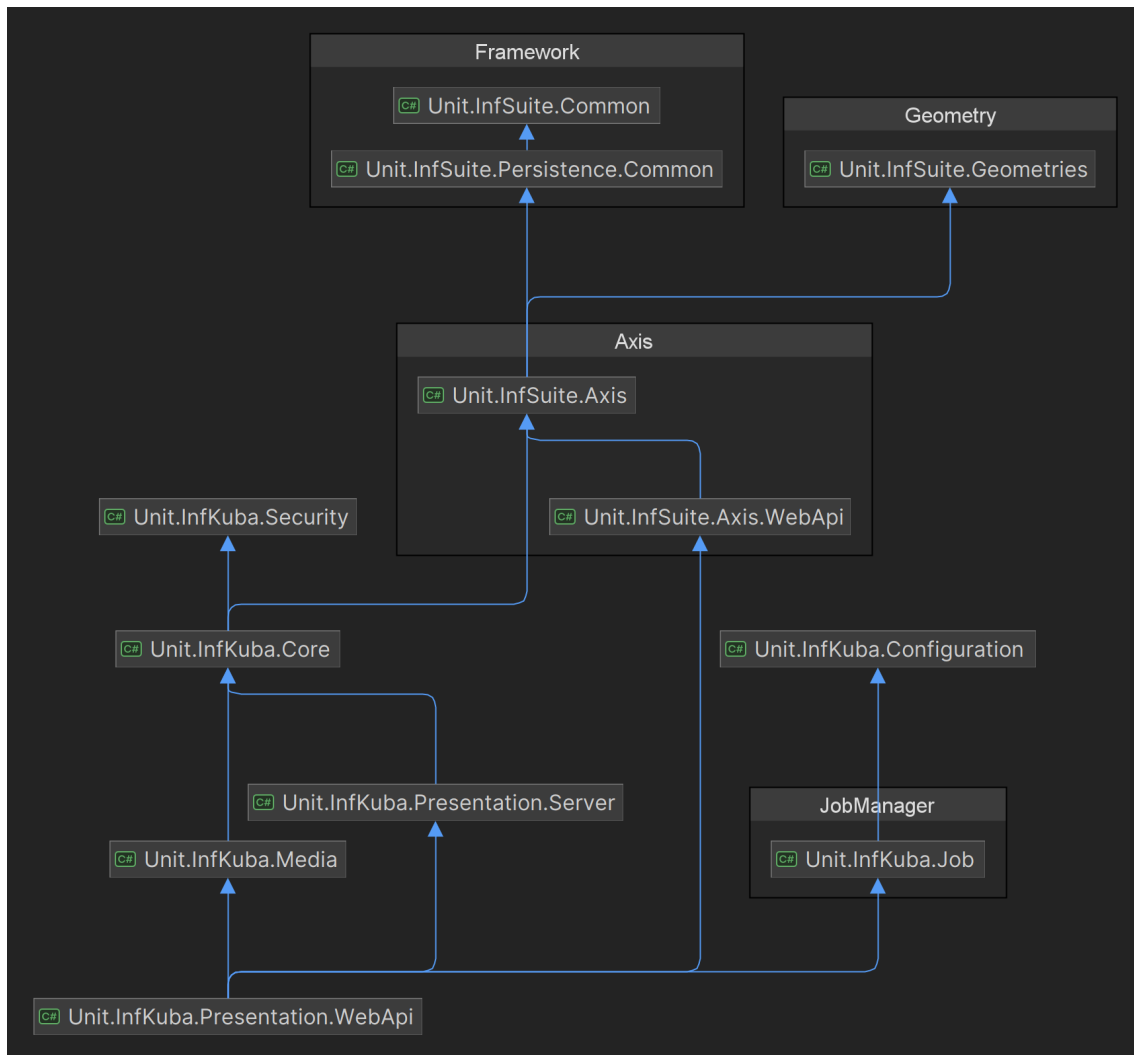 Framework
C# Unit.InfSuite.Common
Geometry
C# Unit.InfSuite.Persistence.Common
C# Unit.InfSuite.Geometries
Axis
C# Unit.InfSuite.Axis
C# Unit.InfKuba.Security
C# Unit.InfSuite.Axis.WebApi
C# Unit.InfKuba.Core
C# Unit.InfKuba.Configuration
C# Unit.InfKuba.Presentation.Server
JobManager
C# Unit.InfKuba.Media
C# Unit.InfKuba.Job
C# Unit.InfKuba.Presentation.WebApi